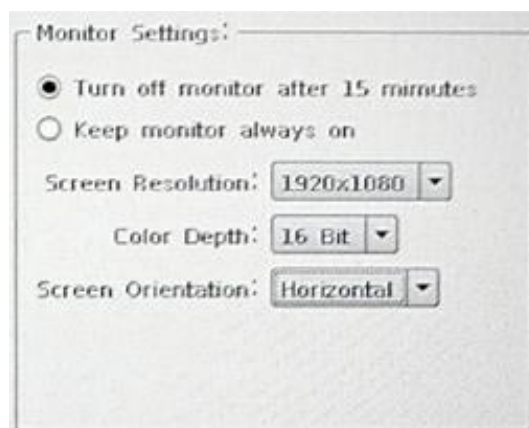 Monitor Settings:
Turn off monitor after 15 mimutes
Keep monitor always on
Screen Resolution: 1920x1080
Color Depth: 16 Bit
Screen Orientation: Horizontal